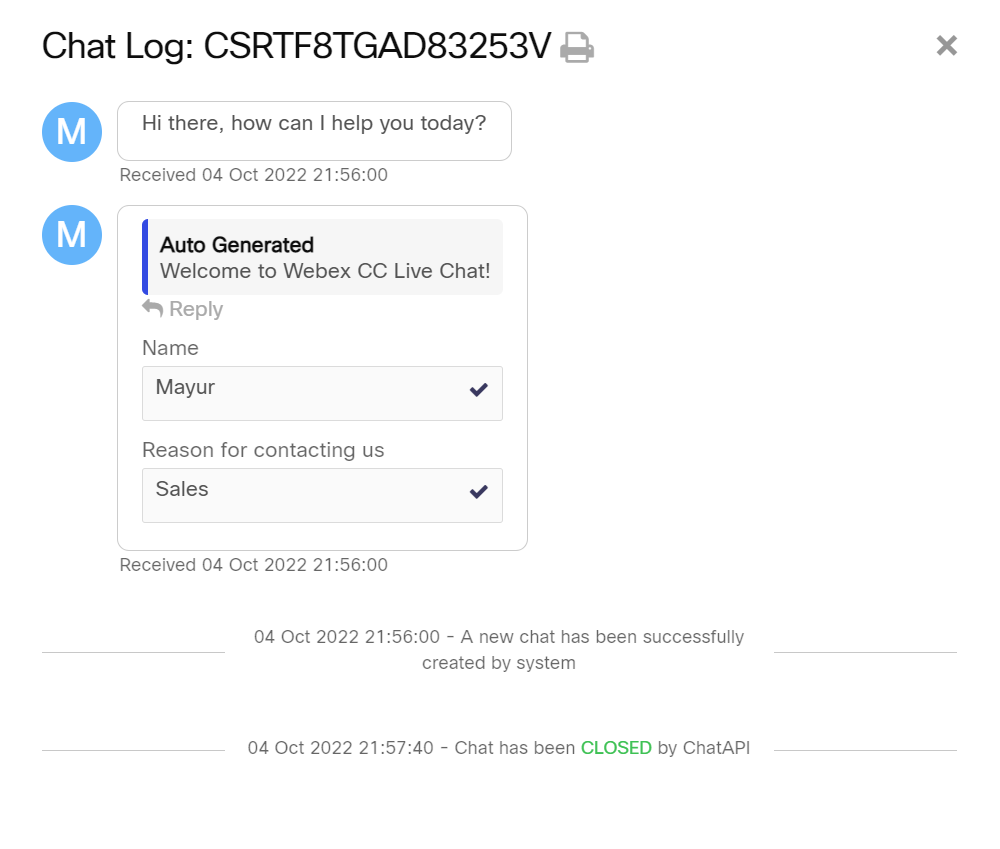 Chat Log: CSRTF8TGAD83253V
M
Hi there, how can I help you today?
Received 04 Oct 2022 21:56:00
M
Auto Generated
Welcome to Webex CC Live Chat!
Reply
Name
Mayur
Reason for contacting us
Sales
Received 04 Oct 2022 21:56:00
04 Oct 2022 21:56:00 - A new chat has been successfully
created by system
04 Oct 2022 21:57:40 - Chat has been CLOSED by ChatAPI